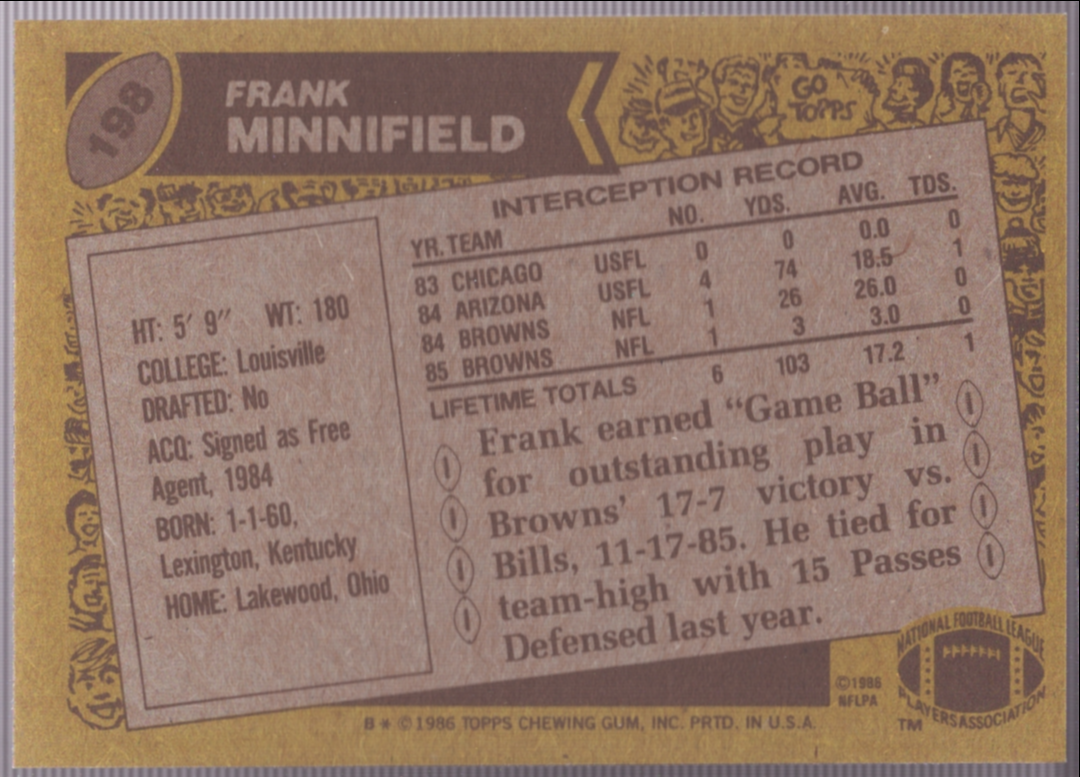 198
FRANK
MINNIFIELD
GO
TOPPS
INTERCEPTION RECORD
YR. TEAM NO. YDS. AVG. TDS.
83 CHICAGO USFL 0 0 0.0 0
84 ARIZONA USFL 4 74 18.5 1
84 BROWNS NFL 1 26 26.0 0
85 BROWNS NFL 1 3 3.0 0
LIFETIME TOTALS 6 103 17.2 1
HT: 5′ 9″ WT: 180
COLLEGE: Louisville
DRAFTED: No
ACQ: Signed as Free
Agent, 1984
BORN: 1-1-60,
Lexington, Kentucky
HOME: Lakewood, Ohio
Frank earned “Game Ball”
for outstanding play in
Browns’ 17-7 victory vs.
Bills, 11-17-85. He tied for
team-high with 15 Passes
Defensed last year.
©1986
NFLPA
NATIONAL FOOTBALL LEAGUE
PLAYERS ASSOCIATION
TM
B * © 1986 TOPPS CHEWING GUM, INC. PRTD. IN U.S.A.